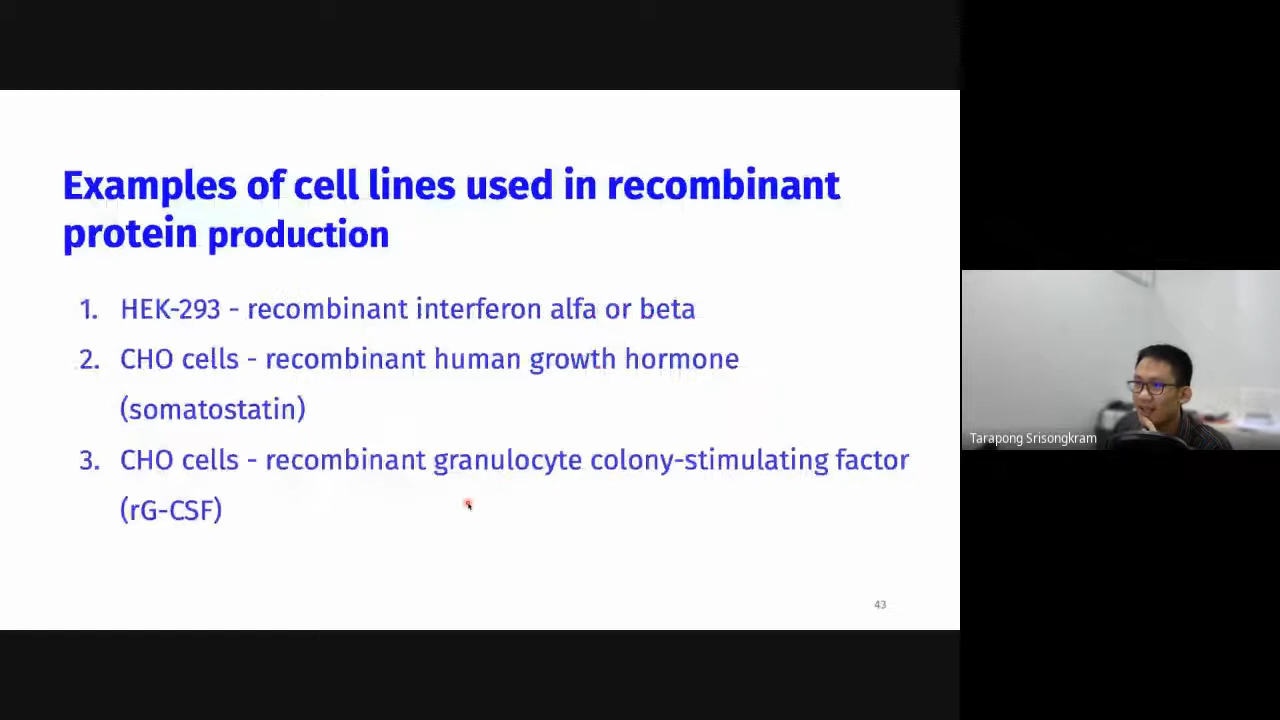 Examples of cell lines used in recombinant
protein production
1. HEK-293 - recombinant interferon alfa or beta
2. CHO cells - recombinant human growth hormone
(somatostatin)
3. CHO cells - recombinant granulocyte colony-stimulating factor
(rG-CSF)
43
Tarapong Srisongkram